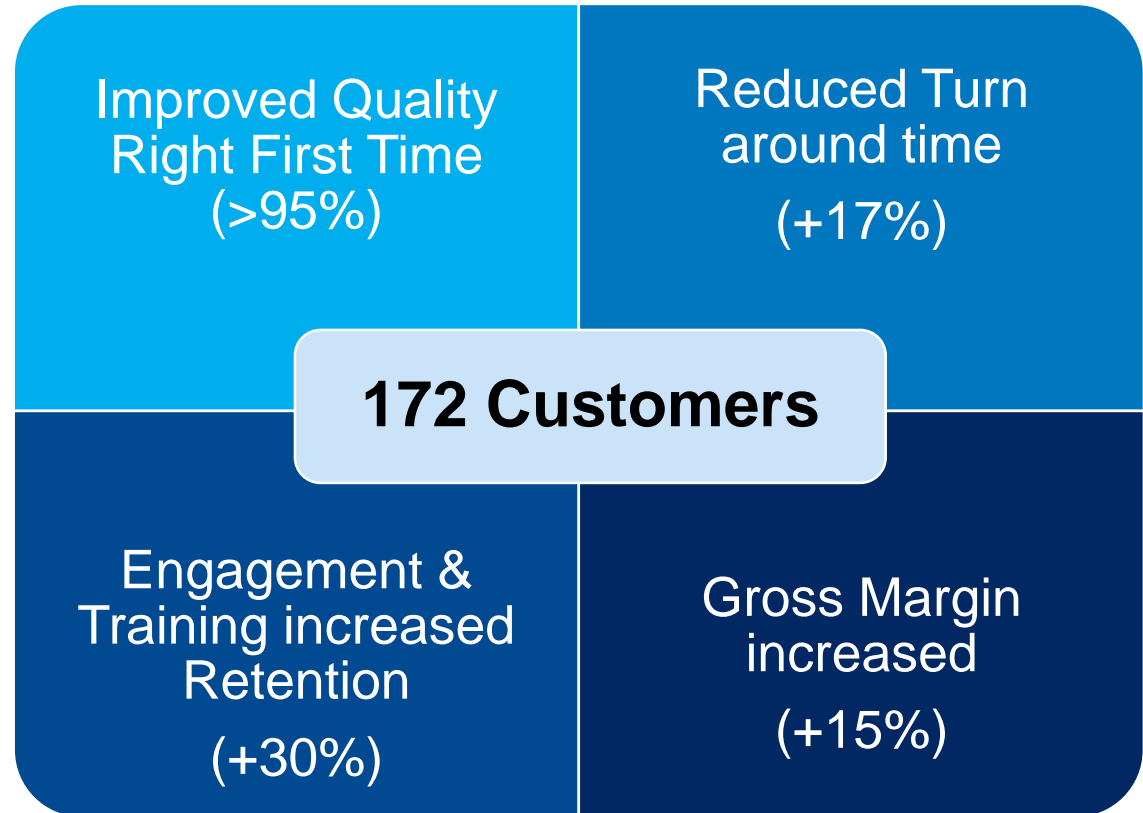 Improved Quality
Right First Time
(>95%)
Reduced Turn
around time
(+17%)
172 Customers
Engagement &
Training increased
Retention
(+30%)
Gross Margin
increased
(+15%)